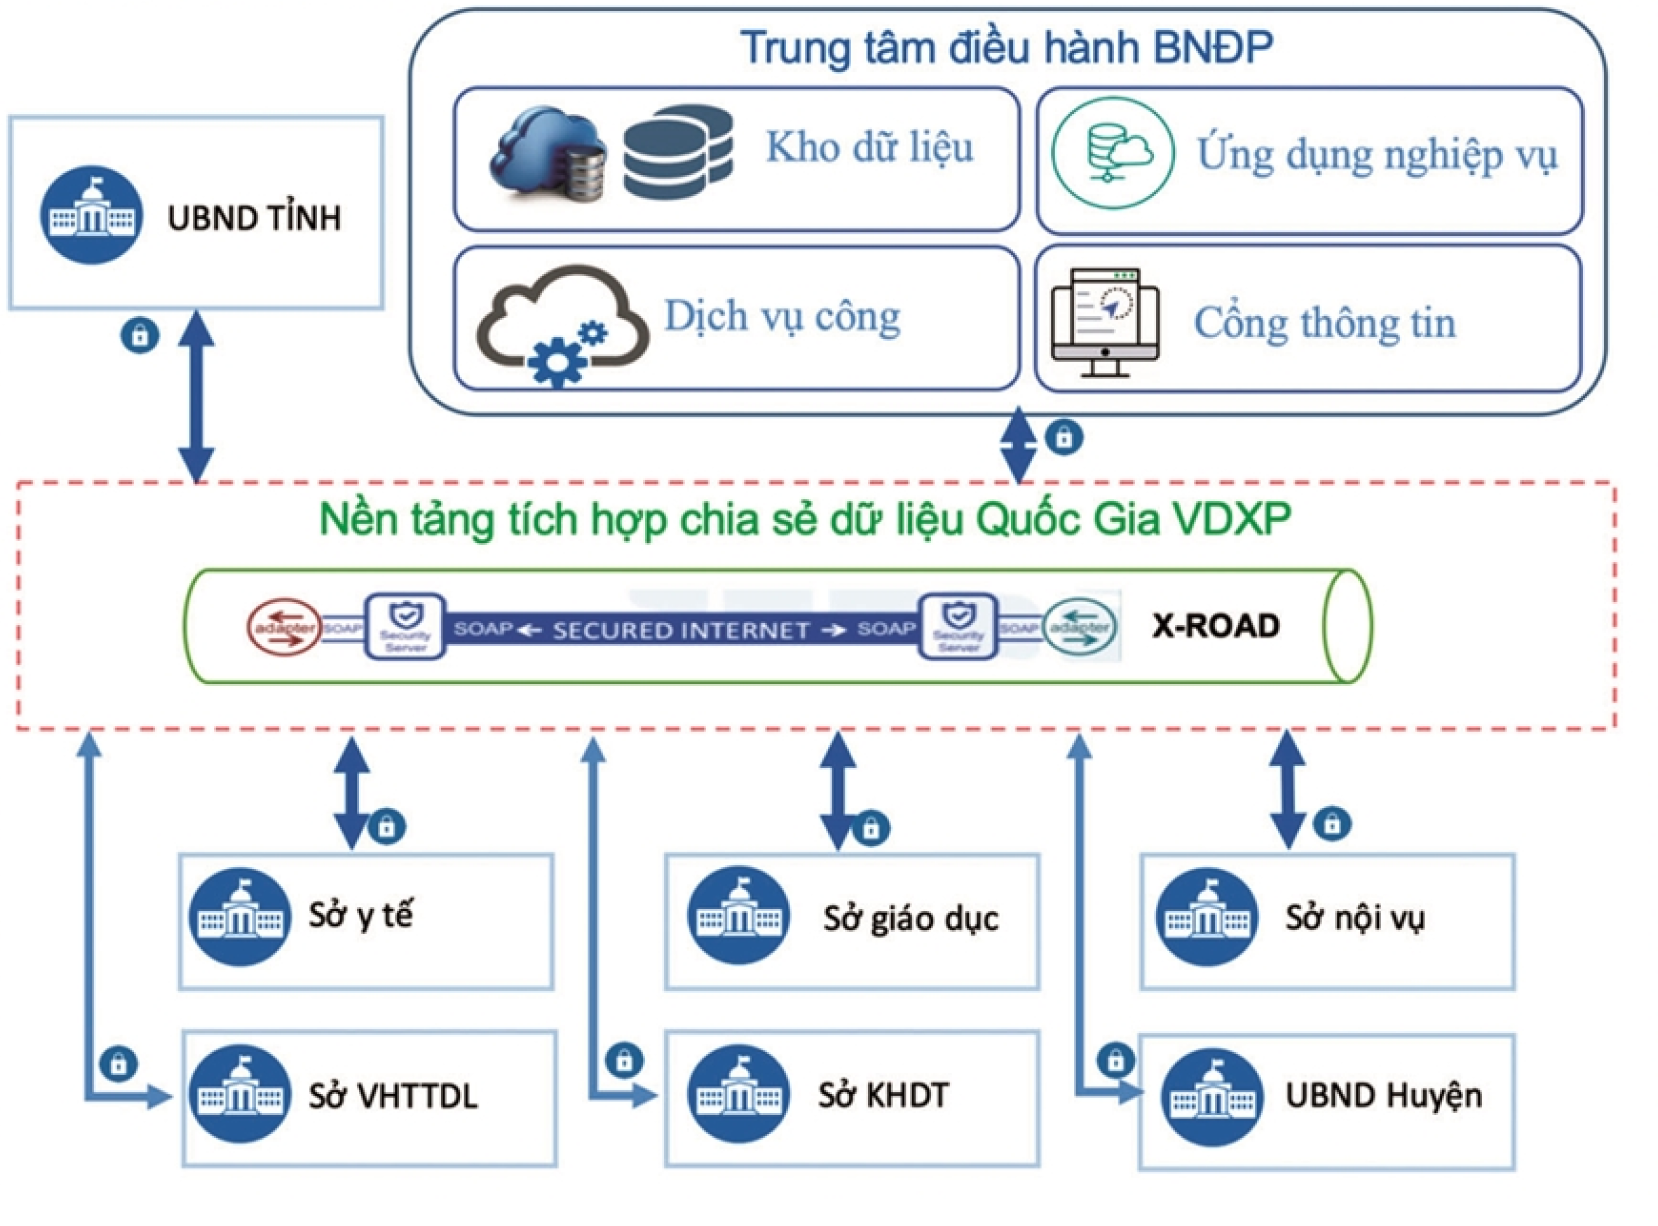 Trung tâm điều hành BNĐP
Kho dữ liệu
Ứng dụng nghiệp vụ
UBND TỈNH
Dịch vụ công
Cổng thông tin
Nền tảng tích hợp chia sẻ dữ liệu Quốc Gia VDXP
adapter SOAP Security Server SOAP SECURED INTERNET SOAP Security Server SOAP adapter X-ROAD
Sở y tế
Sở giáo dục
Sở nội vụ
Sở VHTTDL
Sở KHDT
UBND Huyện